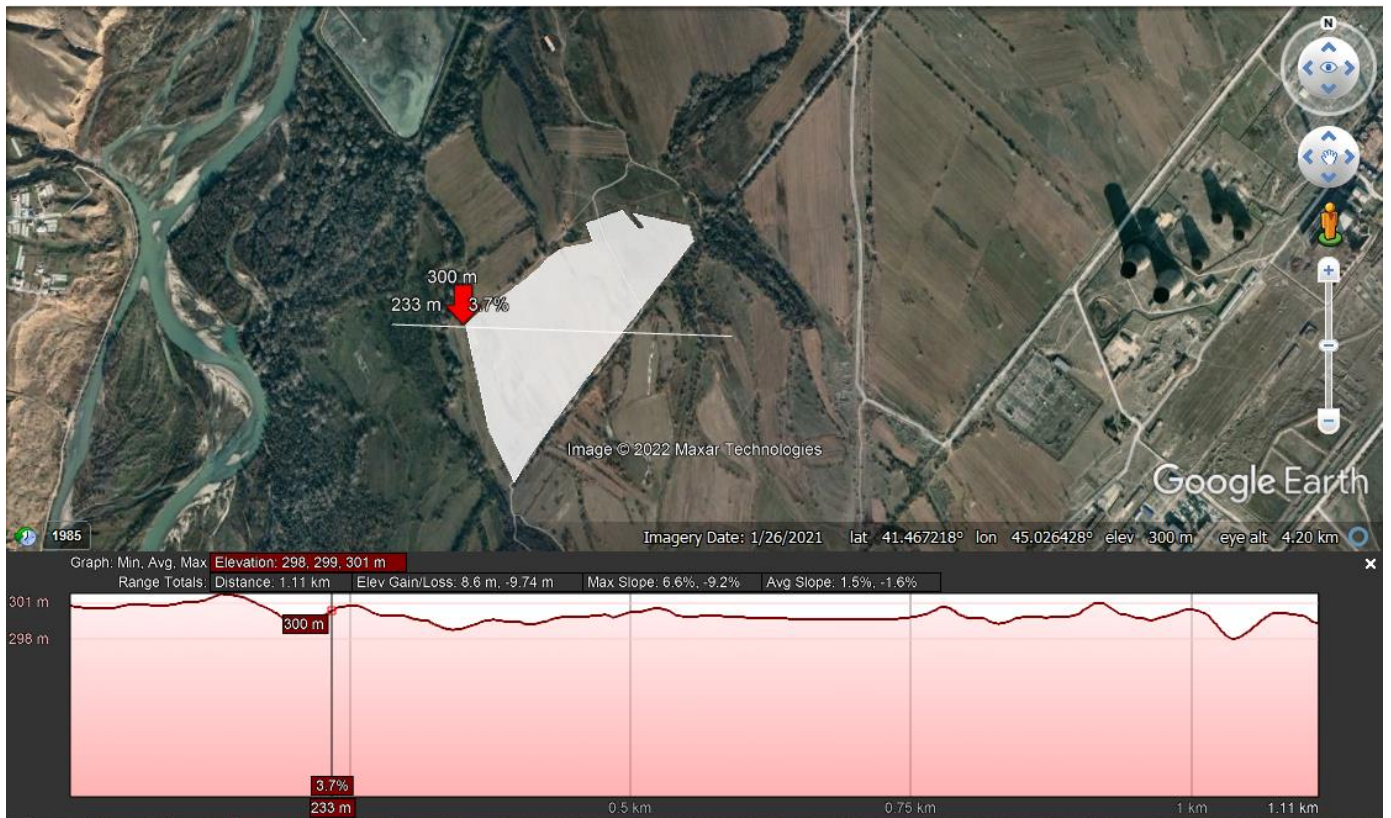 N
300 m
233 m 3.7%
Image © 2022 Maxar Technologies
Google Earth
1985
Imagery Date: 1/26/2021 lat 41.467218° lon 45.026428° elev 300 m eye alt 4.20 km
Graph: Min, Avg, Max Elevation: 298, 299, 301 m
Range Totals: Distance: 1.11 km Elev Gain/Loss: 8.6 m, -9.74 m Max Slope: 6.6%, -9.2% Avg Slope: 1.5%, -1.6%
301 m
300 m
298 m
3.7%
233 m 0.5 km 0.75 km 1 km 1.11 km